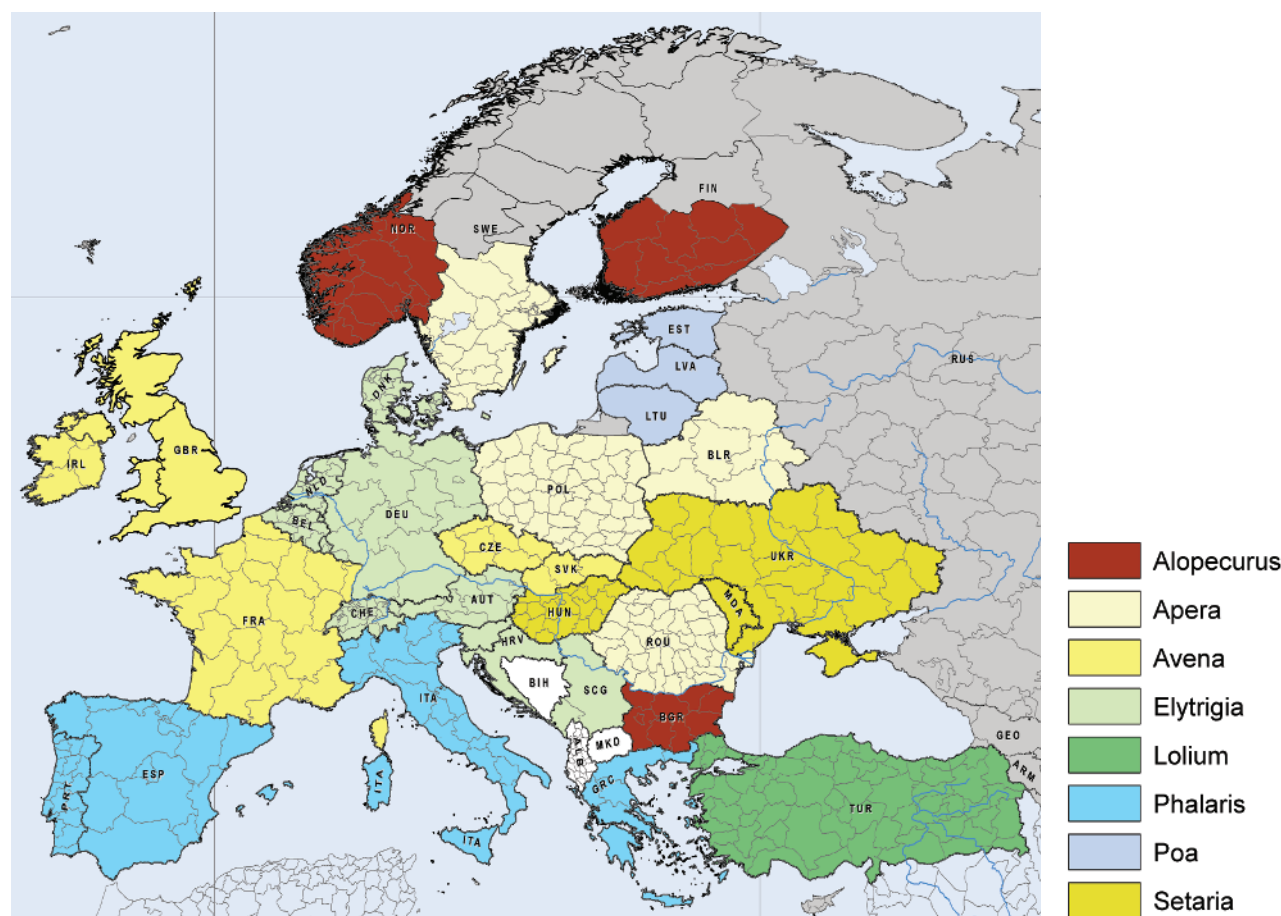 FIN
NOR
SWE
EST
RUS
LVA
DNK
LTU
GBR
BLR
IRL
NLD
POL
BEL
DEU
CZE
UKR
SVK
AUT
MDA
CHE
HUN
FRA
HRV
ROU
BIH
SCG
ITA
BGR
GEO
MKD
ALB
ARM
ESP
ITA
GRC
PRT
TUR
ITA
Alopecurus
Apera
Avena
Elytrigia
Lolium
Phalaris
Poa
Setaria